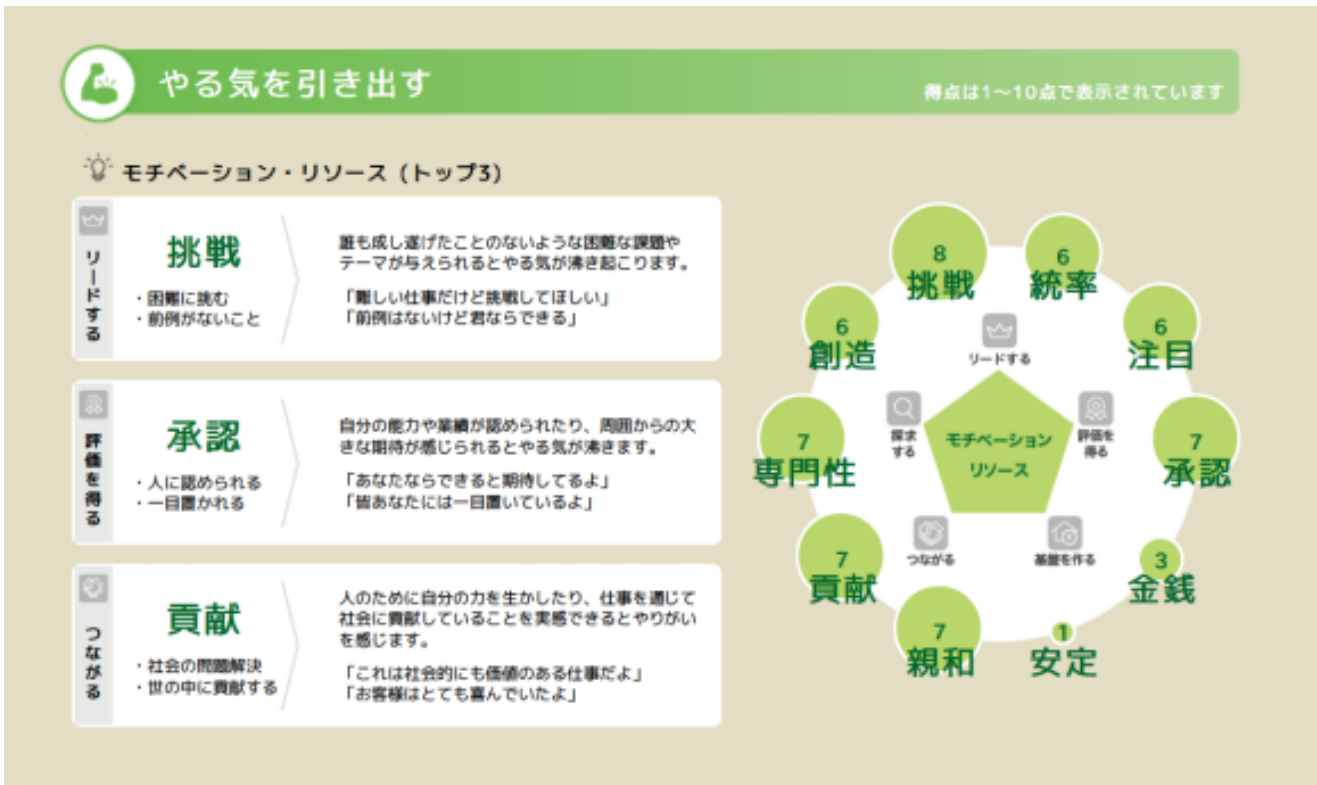 やる気を引き出す
得点は1～10点で表示されています
モチベーション・リソース（トップ3）
リードする
挑戦
・困難に挑む
・前例がないこと
誰も成し遂げたことのないような困難な課題や
テーマが与えられるとやる気が沸き起こります。
「難しい仕事だけど挑戦してほしい」
「前例はないけど君ならできる」
評価を得る
承認
・人に認められる
・一目置かれる
自分の能力や業績が認められたり、周囲からの大
きな期待が感じられるとやる気が沸きます。
「あなたならできると期待してるよ」
「皆あなたには一目置いているよ」
つながる
貢献
・社会の問題解決
・世の中に貢献する
人のために自分の力を生かしたり、仕事を通じて
社会に貢献していることを実感できるとやりがい
を感じます。
「これは社会的にも価値のある仕事だよ」
「お客様はとても喜んでいたよ」
8
挑戦
6
統率
6
創造
6
注目
リードする
7
専門性
探求
する
モチベーション
リソース
評価を
得る
7
承認
つながる
基盤を作る
7
貢献
3
金銭
7
親和
1
安定